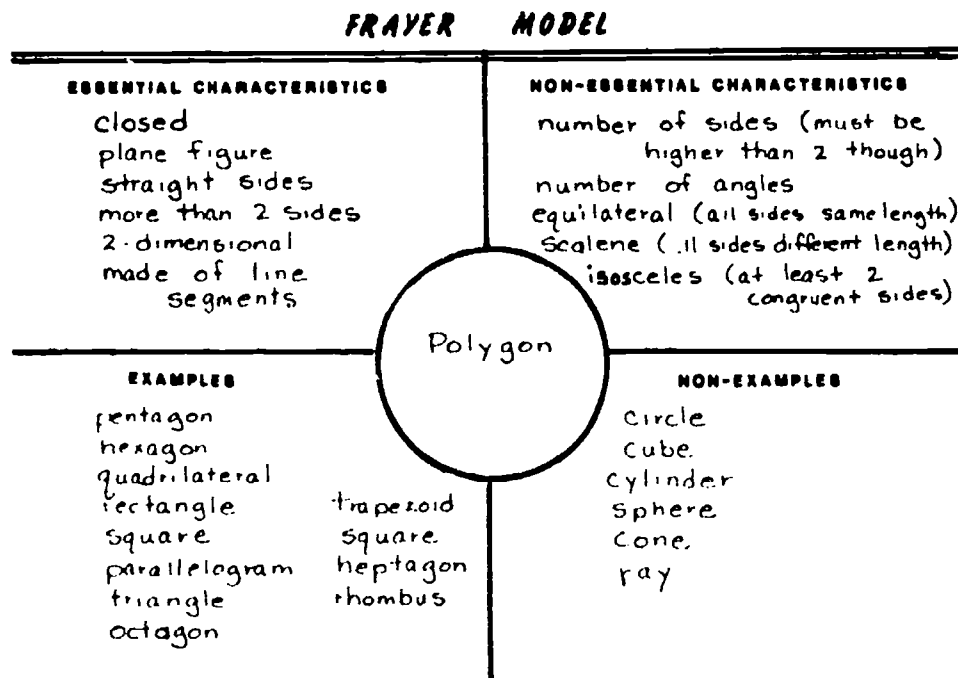 FRAYER MODEL
ESSENTIAL CHARACTERISTICS
closed
plane figure
straight sides
more than 2 sides
2-dimensional
made of line
segments
NON-ESSENTIAL CHARACTERISTICS
number of sides (must be
higher than 2 though)
number of angles
equilateral (all sides same length)
scalene (.ll sides different length)
isosceles (at least 2
congruent sides)
Polygon
EXAMPLES
pentagon
hexagon
quadrilateral
rectangle
square
parallelogram
triangle
octagon
trapezoid
square
heptagon
rhombus
NON-EXAMPLES
circle
cube
cylinder
sphere
cone
ray